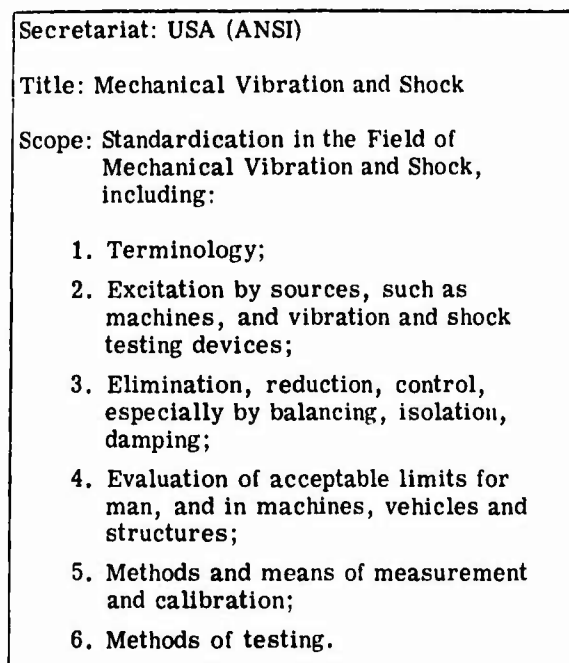 Secretariat: USA (ANSI)
Title: Mechanical Vibration and Shock
Scope: Standardication in the Field of
Mechanical Vibration and Shock,
including:
1. Terminology;
2. Excitation by sources, such as
machines, and vibration and shock
testing devices;
3. Elimination, reduction, control,
especially by balancing, isolation,
damping;
4. Evaluation of acceptable limits for
man, and in machines, vehicles and
structures;
5. Methods and means of measurement
and calibration;
6. Methods of testing.